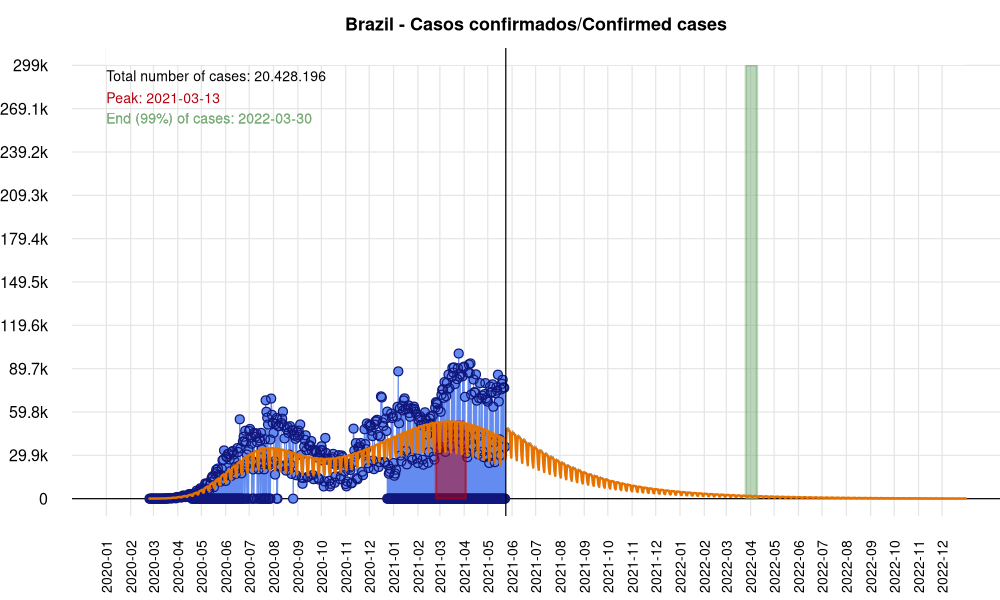 Brazil - Casos confirmados/Confirmed cases
299k
269.1k
239.2k
209.3k
179.4k
149.5k
119.6k
89.7k
59.8k
29.9k
0
Total number of cases: 20.428.196
Peak: 2021-03-13
End (99%) of cases: 2022-03-30
2020-01
2020-02
2020-03
2020-04
2020-05
2020-06
2020-07
2020-08
2020-09
2020-10
2020-11
2020-12
2021-01
2021-02
2021-03
2021-04
2021-05
2021-06
2021-07
2021-08
2021-09
2021-10
2021-11
2021-12
2022-01
2022-02
2022-03
2022-04
2022-05
2022-06
2022-07
2022-08
2022-09
2022-10
2022-11
2022-12